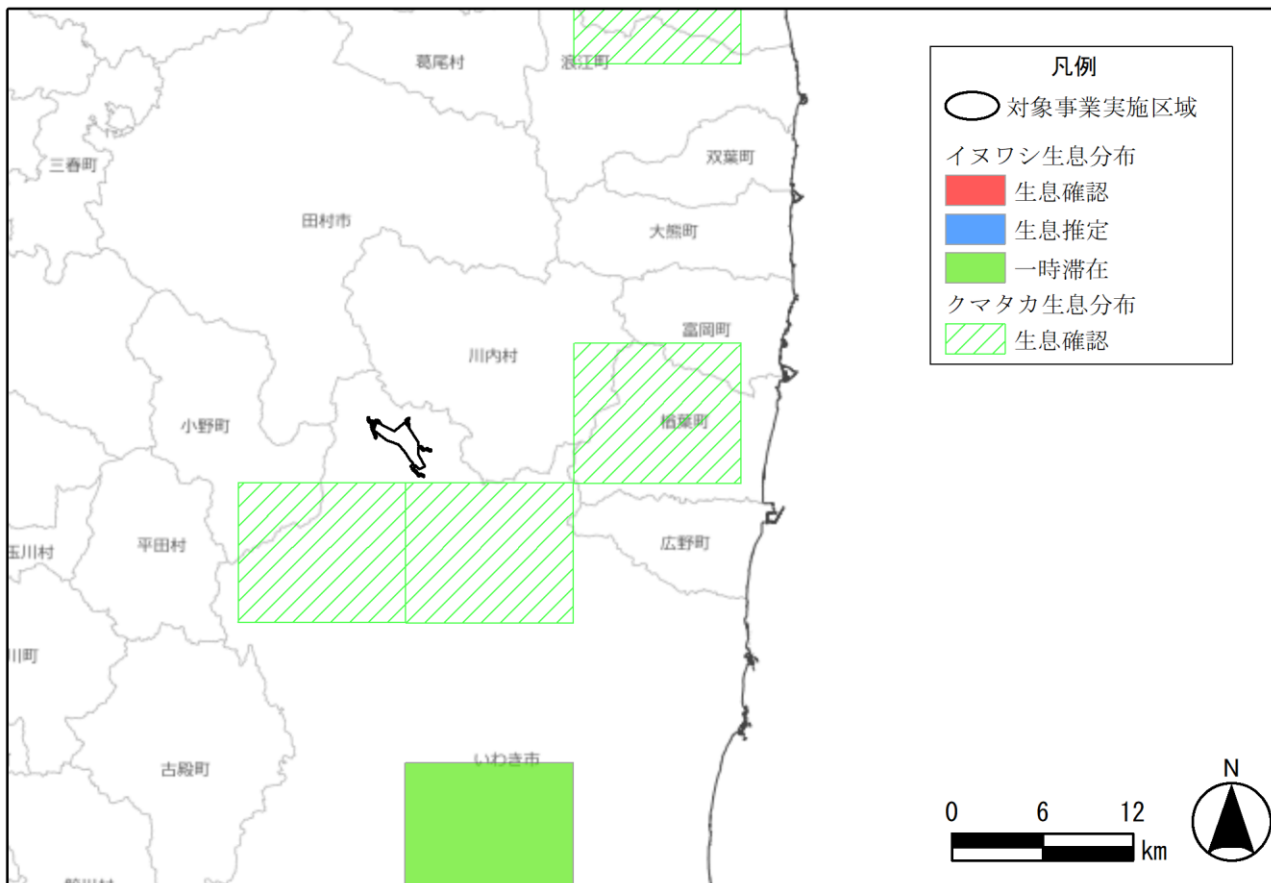 葛尾村
浪江町
三春町
双葉町
田村市
大熊町
富岡町
川内村
小野町
楢葉町
平田村
玉川村
広野町
川町
いわき市
古殿町
凡例
対象事業実施区域
イヌワシ生息分布
生息確認
生息推定
一時滞在
クマタカ生息分布
生息確認
0 6 12
km
N